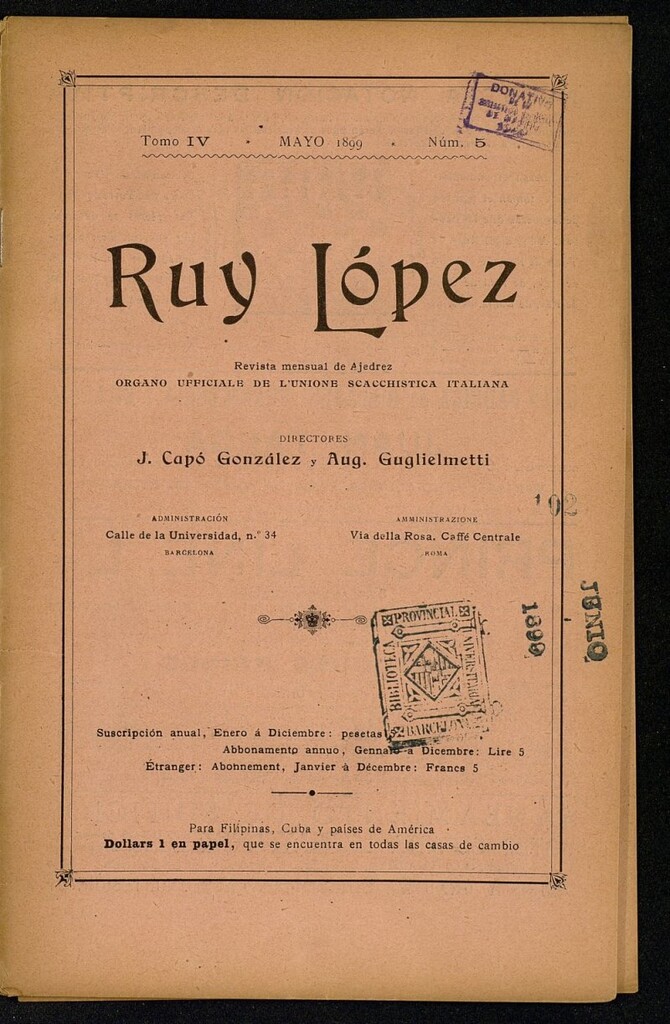 DONATIVO
Tomo IV · MAYO 1899 · Núm. 5
Ruy López
Revista mensual de Ajedrez
ORGANO UFFICIALE DE L'UNIONE SCACCHISTICA ITALIANA
DIRECTORES
J. Capó González y Aug. Guglielmetti
102
ADMINISTRACIÓN
Calle de la Universidad, n.º 34
BARCELONA
AMMINISTRAZIONE
Via della Rosa. Caffé Centrale
ROMA
JUNIO
1899
PROVINCIAL
BIBLIOTECA
UNIVERSITARIA
BARCELONA
Suscripción anual, Enero á Diciembre: pesetas
Abbonamento annuo, Gennaio a Dicembre: Lire 5
Étranger: Abonnement, Janvier à Décembre: Francs 5
Para Filipinas, Cuba y países de América
Dollars 1 en papel, que se encuentra en todas las casas de cambio